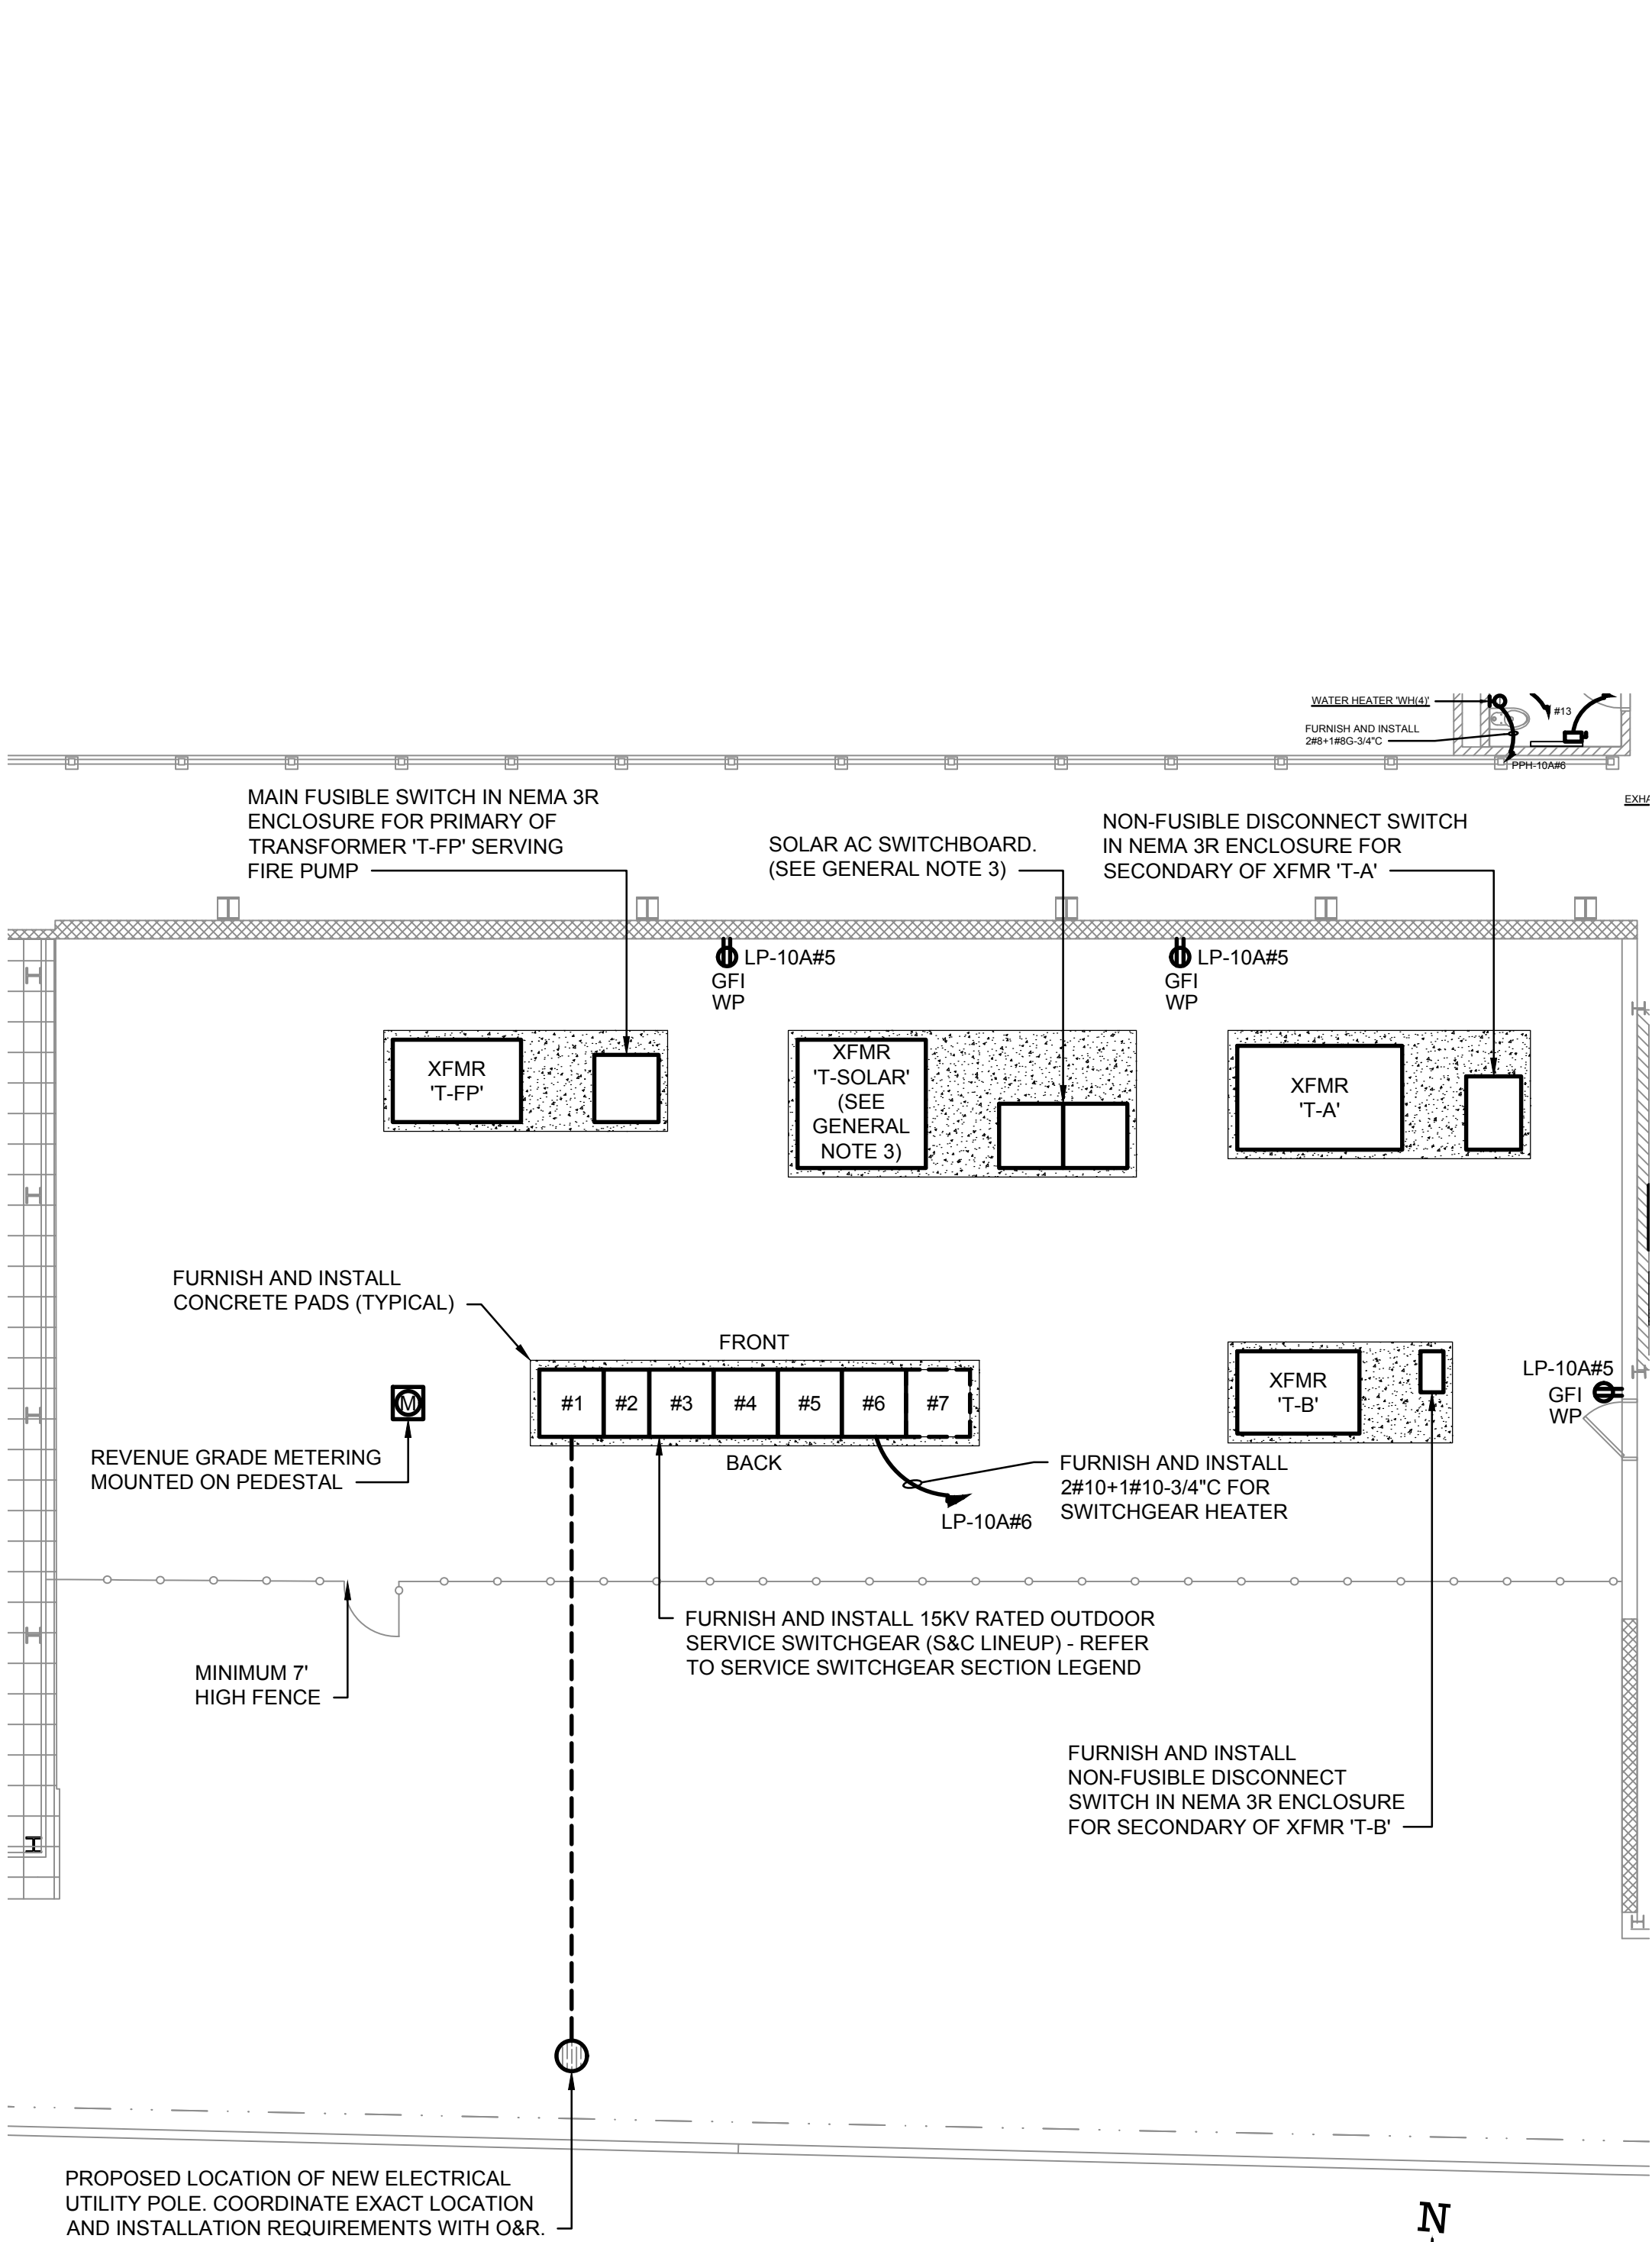 WATER HEATER 'WH(4)'
#13
FURNISH AND INSTALL
2#8+1#8G-3/4"C
PPH-10A#6
EXHA
MAIN FUSIBLE SWITCH IN NEMA 3R
ENCLOSURE FOR PRIMARY OF
TRANSFORMER 'T-FP' SERVING
FIRE PUMP
SOLAR AC SWITCHBOARD.
(SEE GENERAL NOTE 3)
NON-FUSIBLE DISCONNECT SWITCH
IN NEMA 3R ENCLOSURE FOR
SECONDARY OF XFMR 'T-A'
LP-10A#5
GFI
WP
LP-10A#5
GFI
WP
XFMR
'T-FP'
XFMR
'T-SOLAR'
(SEE
GENERAL
NOTE 3)
XFMR
'T-A'
FURNISH AND INSTALL
CONCRETE PADS (TYPICAL)
FRONT
#1
#2
#3
#4
#5
#6
#7
BACK
M
REVENUE GRADE METERING
MOUNTED ON PEDESTAL
XFMR
'T-B'
LP-10A#5
GFI
WP
FURNISH AND INSTALL
2#10+1#10-3/4"C FOR
SWITCHGEAR HEATER
LP-10A#6
FURNISH AND INSTALL 15KV RATED OUTDOOR
SERVICE SWITCHGEAR (S&C LINEUP) - REFER
TO SERVICE SWITCHGEAR SECTION LEGEND
MINIMUM 7'
HIGH FENCE
FURNISH AND INSTALL
NON-FUSIBLE DISCONNECT
SWITCH IN NEMA 3R ENCLOSURE
FOR SECONDARY OF XFMR 'T-B'
PROPOSED LOCATION OF NEW ELECTRICAL
UTILITY POLE. COORDINATE EXACT LOCATION
AND INSTALLATION REQUIREMENTS WITH O&R.
N